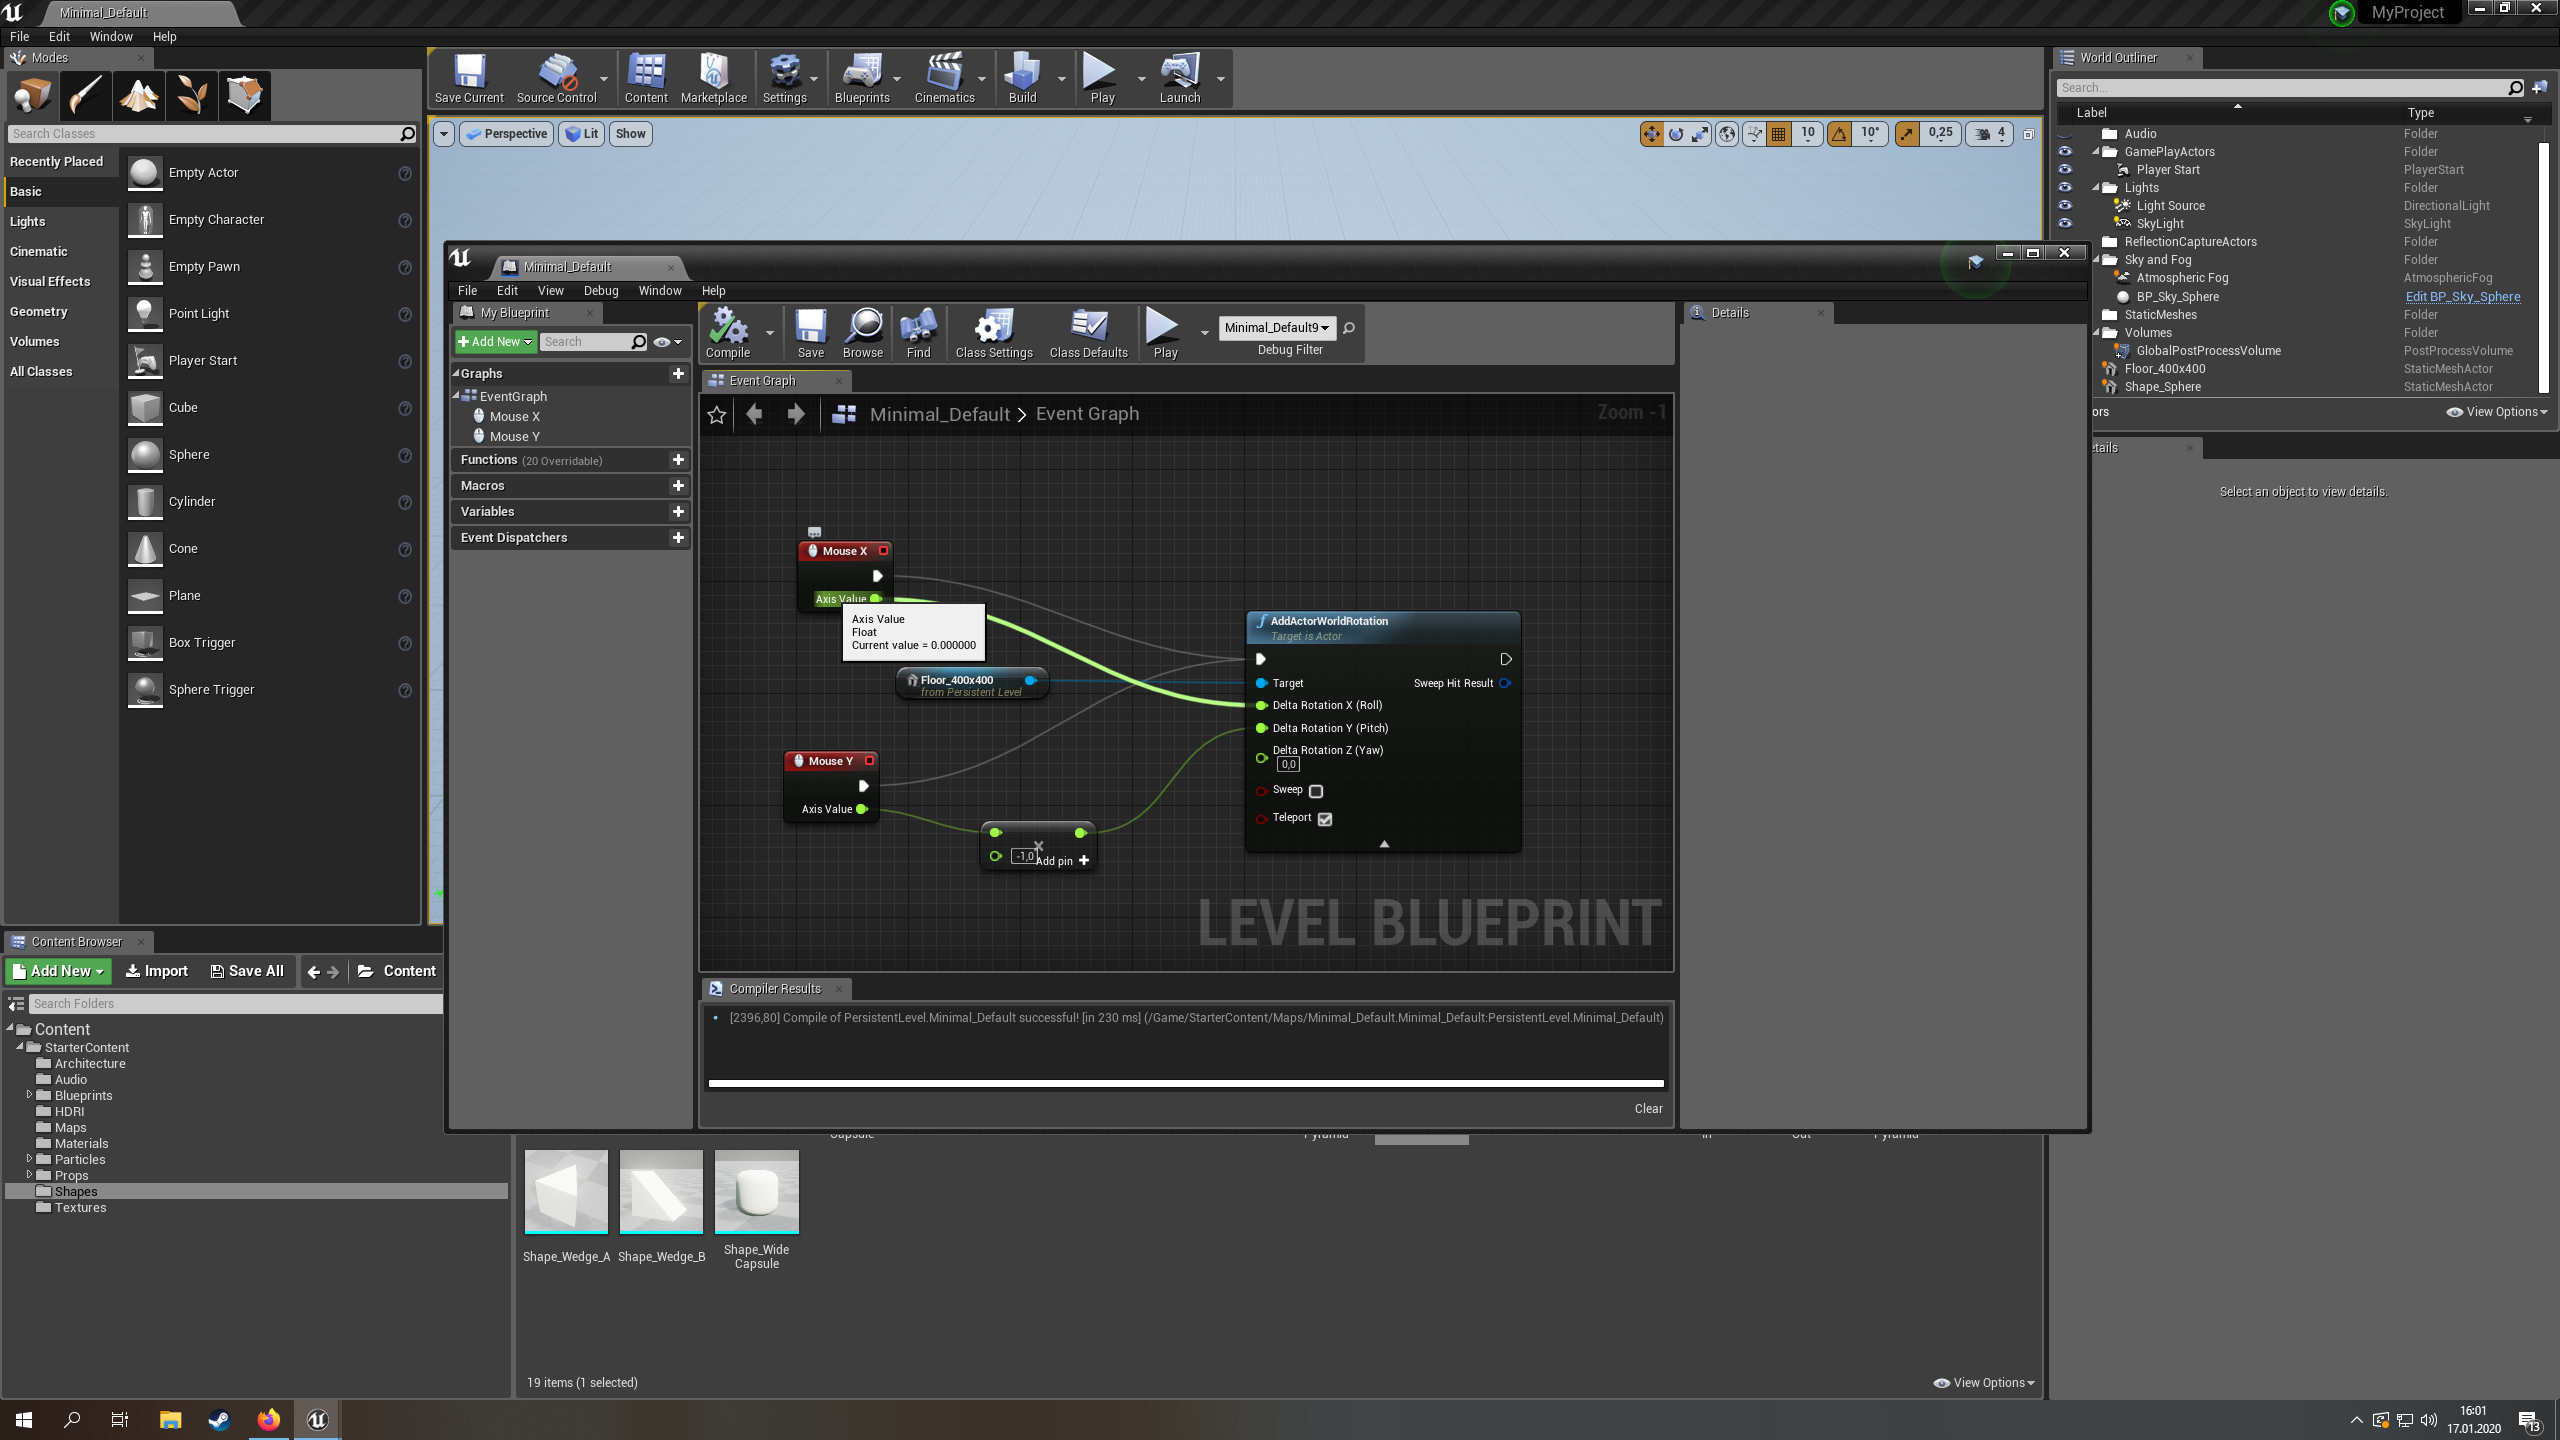 Minimal_Default
MyProject
File Edit Window Help
Modes
Search Classes
Recently Placed
Basic
Lights
Cinematic
Visual Effects
Geometry
Volumes
All Classes
Empty Actor
Empty Character
Empty Pawn
Point Light
Player Start
Cube
Sphere
Cylinder
Cone
Plane
Box Trigger
Sphere Trigger
Save Current Source Control Content Marketplace Settings Blueprints Cinematics Build Play Launch
Perspective Lit Show
10 10° 0,25 4
World Outliner
Search...
Label Type
Audio Folder
GamePlayActors Folder
Player Start PlayerStart
Lights Folder
Light Source DirectionalLight
SkyLight SkyLight
ReflectionCaptureActors Folder
Sky and Fog Folder
Atmospheric Fog AtmosphericFog
BP_Sky_Sphere Edit BP_Sky_Sphere
StaticMeshes Folder
Volumes Folder
GlobalPostProcessVolume PostProcessVolume
Floor_400x400 StaticMeshActor
Shape_Sphere StaticMeshActor
ors View Options
etails
Select an object to view details.
Minimal_Default
File Edit View Debug Window Help
My Blueprint
Add New Search
Graphs
EventGraph
Mouse X
Mouse Y
Functions (20 Overridable)
Macros
Variables
Event Dispatchers
Compile Save Browse Find Class Settings Class Defaults Play
Minimal_Default9
Debug Filter
Details
Event Graph
Minimal_Default > Event Graph
Zoom -1
Mouse X
Axis Value
Axis Value
Float
Current value = 0.000000
Floor_400x400
from Persistent Level
Mouse Y
Axis Value
-1,0
Add pin
AddActorWorldRotation
Target is Actor
Target Sweep Hit Result
Delta Rotation X (Roll)
Delta Rotation Y (Pitch)
Delta Rotation Z (Yaw)
0,0
Sweep
Teleport
LEVEL BLUEPRINT
Compiler Results
[2396,80] Compile of PersistentLevel.Minimal_Default successful! [in 230 ms] (/Game/StarterContent/Maps/Minimal_Default.Minimal_Default:PersistentLevel.Minimal_Default)
Clear
Content Browser
Add New Import Save All Content
Search Folders
Content
StarterContent
Architecture
Audio
Blueprints
HDRI
Maps
Materials
Particles
Props
Shapes
Textures
Capsule Pyramid In Out Pyramid
Shape_Wedge_A
Shape_Wedge_B
Shape_Wide
Capsule
19 items (1 selected)
View Options
16:01
17.01.2020
13